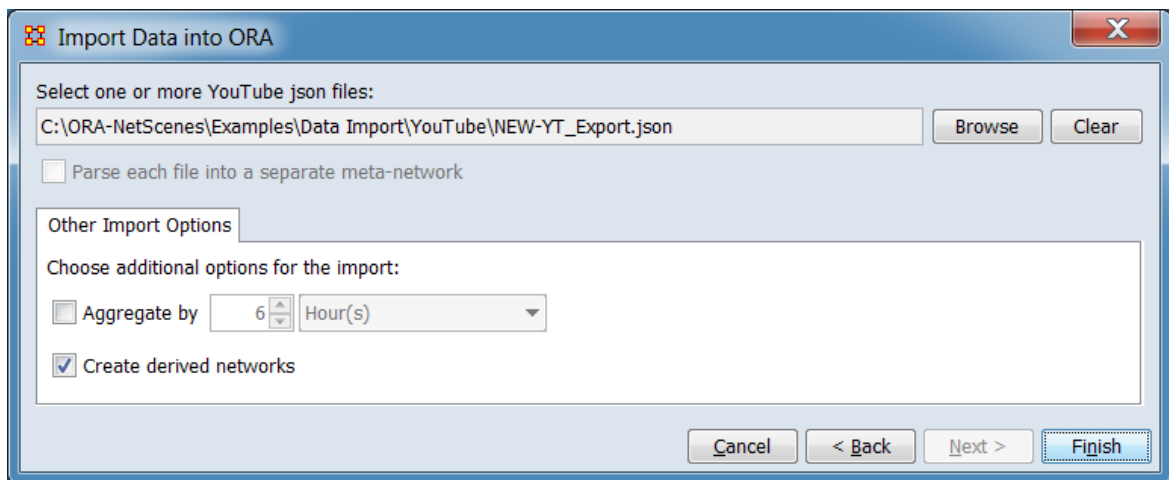 Import Data into ORA
Select one or more YouTube json files:
C:\ORA-NetScenes\Examples\Data Import\YouTube\NEW-YT_Export.json Browse Clear
Parse each file into a separate meta-network
Other Import Options
Choose additional options for the import:
Aggregate by 6 Hour(s)
Create derived networks
Cancel < Back Next > Finish